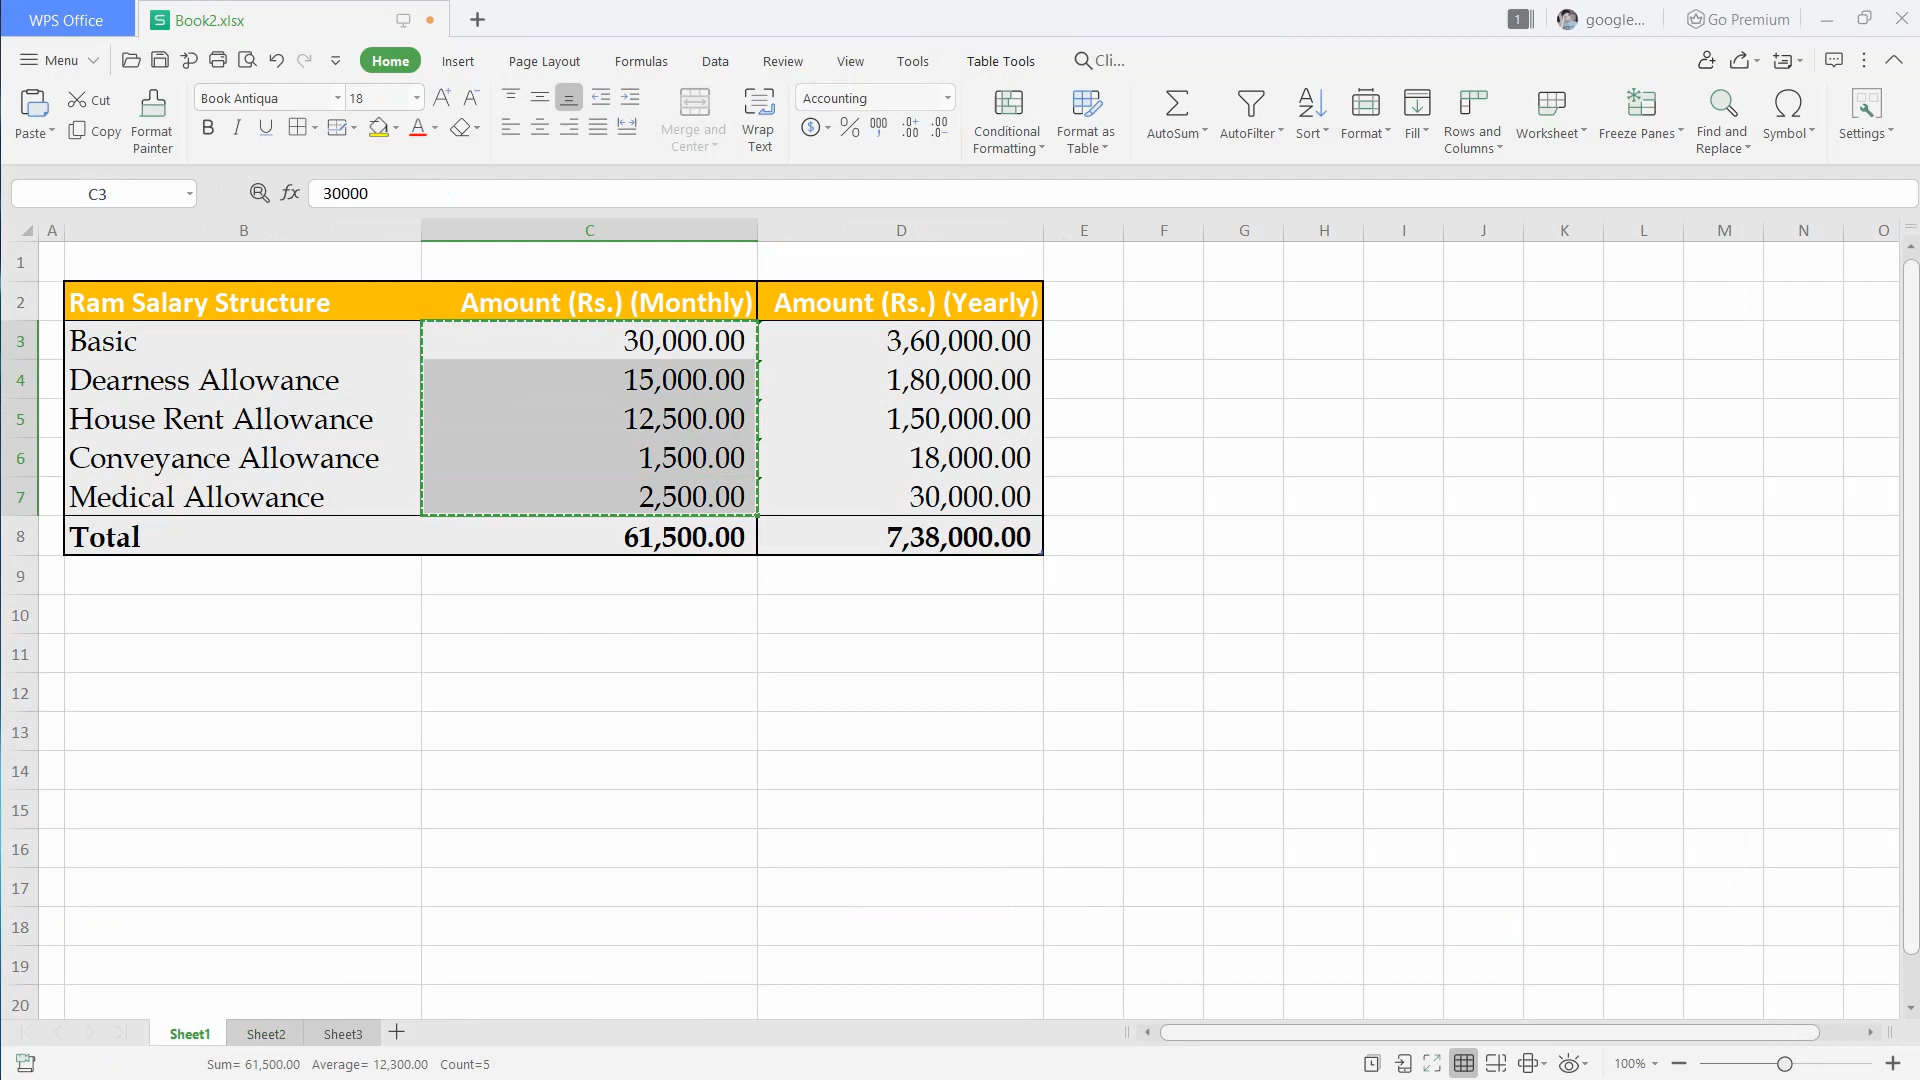 WPS Office
Book2.xlsx
1
google...
Go Premium
Menu
Home
Insert
Page Layout
Formulas
Data
Review
View
Tools
Table Tools
Cli...
Paste
Cut
Copy
Format Painter
Book Antiqua
18
Merge and Center
Wrap Text
Accounting
Conditional Formatting
Format as Table
AutoSum
AutoFilter
Sort
Format
Fill
Rows and Columns
Worksheet
Freeze Panes
Find and Replace
Symbol
Settings
C3
30000
A B C D E F G H I J K L M N O
1
2 Ram Salary Structure Amount (Rs.) (Monthly) Amount (Rs.) (Yearly)
3 Basic 30,000.00 3,60,000.00
4 Dearness Allowance 15,000.00 1,80,000.00
5 House Rent Allowance 12,500.00 1,50,000.00
6 Conveyance Allowance 1,500.00 18,000.00
7 Medical Allowance 2,500.00 30,000.00
8 Total 61,500.00 7,38,000.00
9
10
11
12
13
14
15
16
17
18
19
20
Sheet1 Sheet2 Sheet3
Sum= 61,500.00 Average= 12,300.00 Count=5
100%